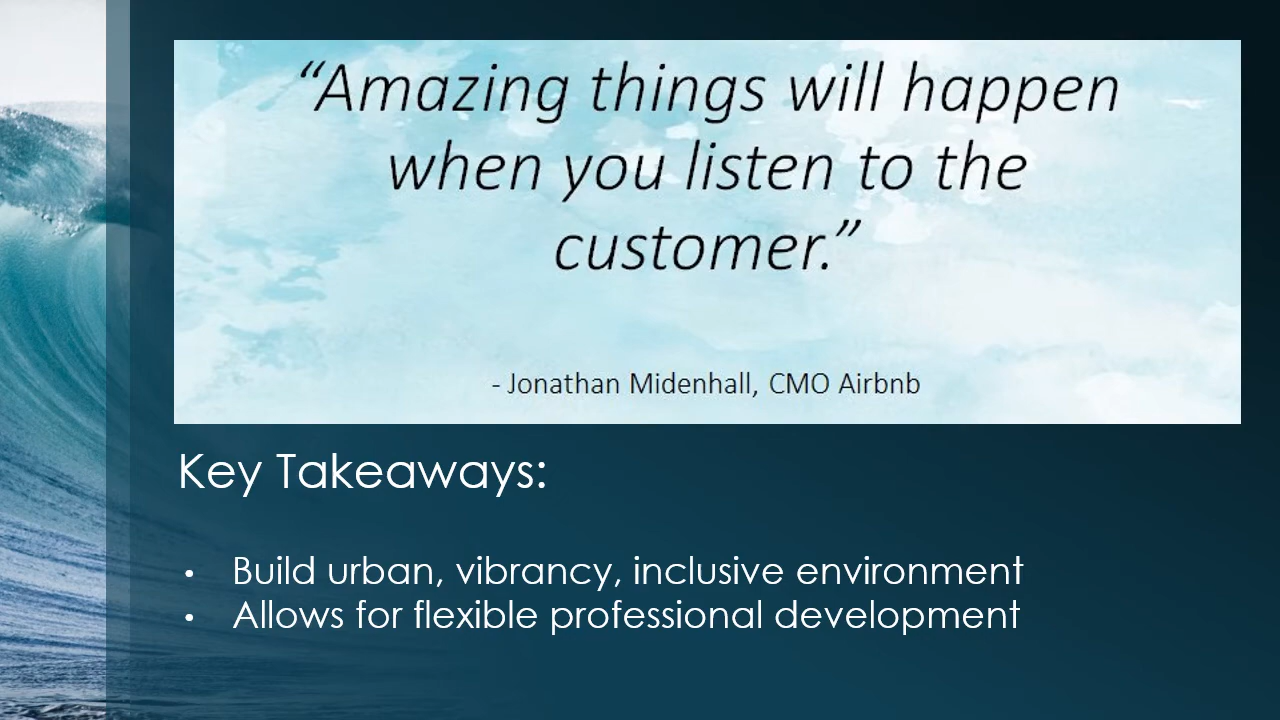 “Amazing things will happen
when you listen to the
customer.”
- Jonathan Midenhall, CMO Airbnb
Key Takeaways:
• Build urban, vibrancy, inclusive environment
• Allows for flexible professional development